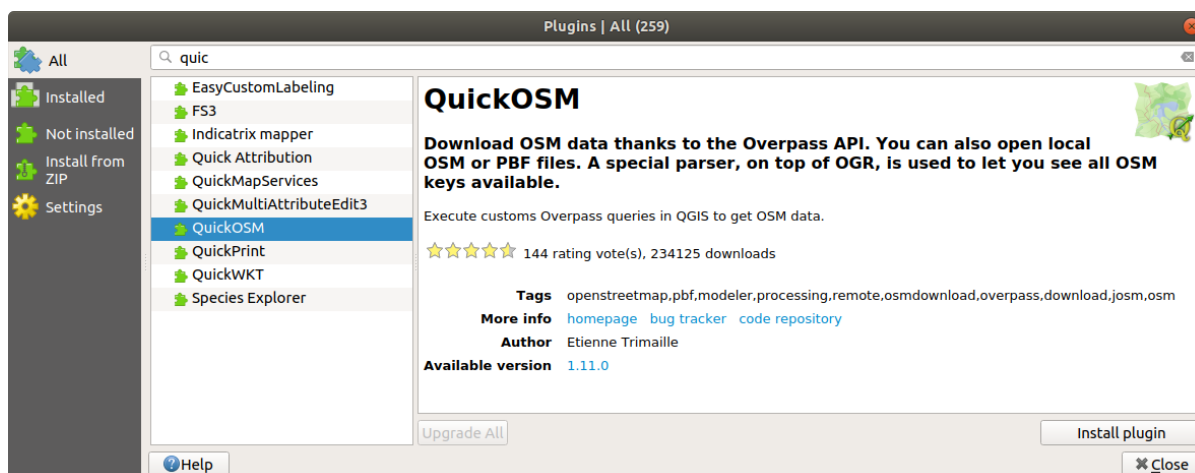 Plugins | All (259)
All
Installed
Not installed
Install from
ZIP
Settings
quic
EasyCustomLabeling
FS3
Indicatrix mapper
Quick Attribution
QuickMapServices
QuickMultiAttributeEdit3
QuickOSM
QuickPrint
QuickWKT
Species Explorer
QuickOSM
Download OSM data thanks to the Overpass API. You can also open local
OSM or PBF files. A special parser, on top of OGR, is used to let you see all OSM
keys available.
Execute customs Overpass queries in QGIS to get OSM data.
144 rating vote(s), 234125 downloads
Tags openstreetmap,pbf,modeler,processing,remote,osmdownload,overpass,download,josm,osm
More info homepage bug tracker code repository
Author Etienne Trimaille
Available version 1.11.0
Upgrade All
Install plugin
Help
Close